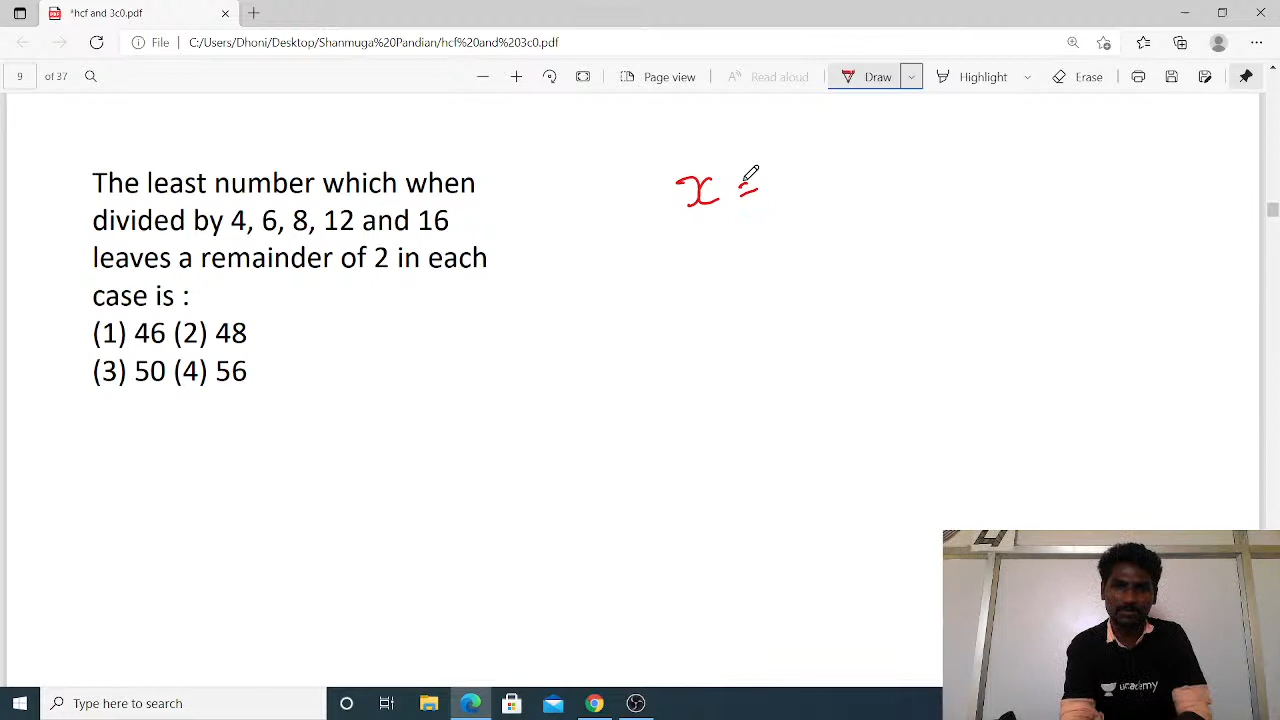 *hcf and 3c0.pdf
File C:/Users/Dhoni/Desktop/Shanmuga%20Pandian/hcf%20and%203c0.pdf
9 of 37 Page view Read aloud Draw Highlight Erase
The least number which when
divided by 4, 6, 8, 12 and 16
leaves a remainder of 2 in each
case is :
(1) 46 (2) 48
(3) 50 (4) 56
x =
unacademy
Type here to search